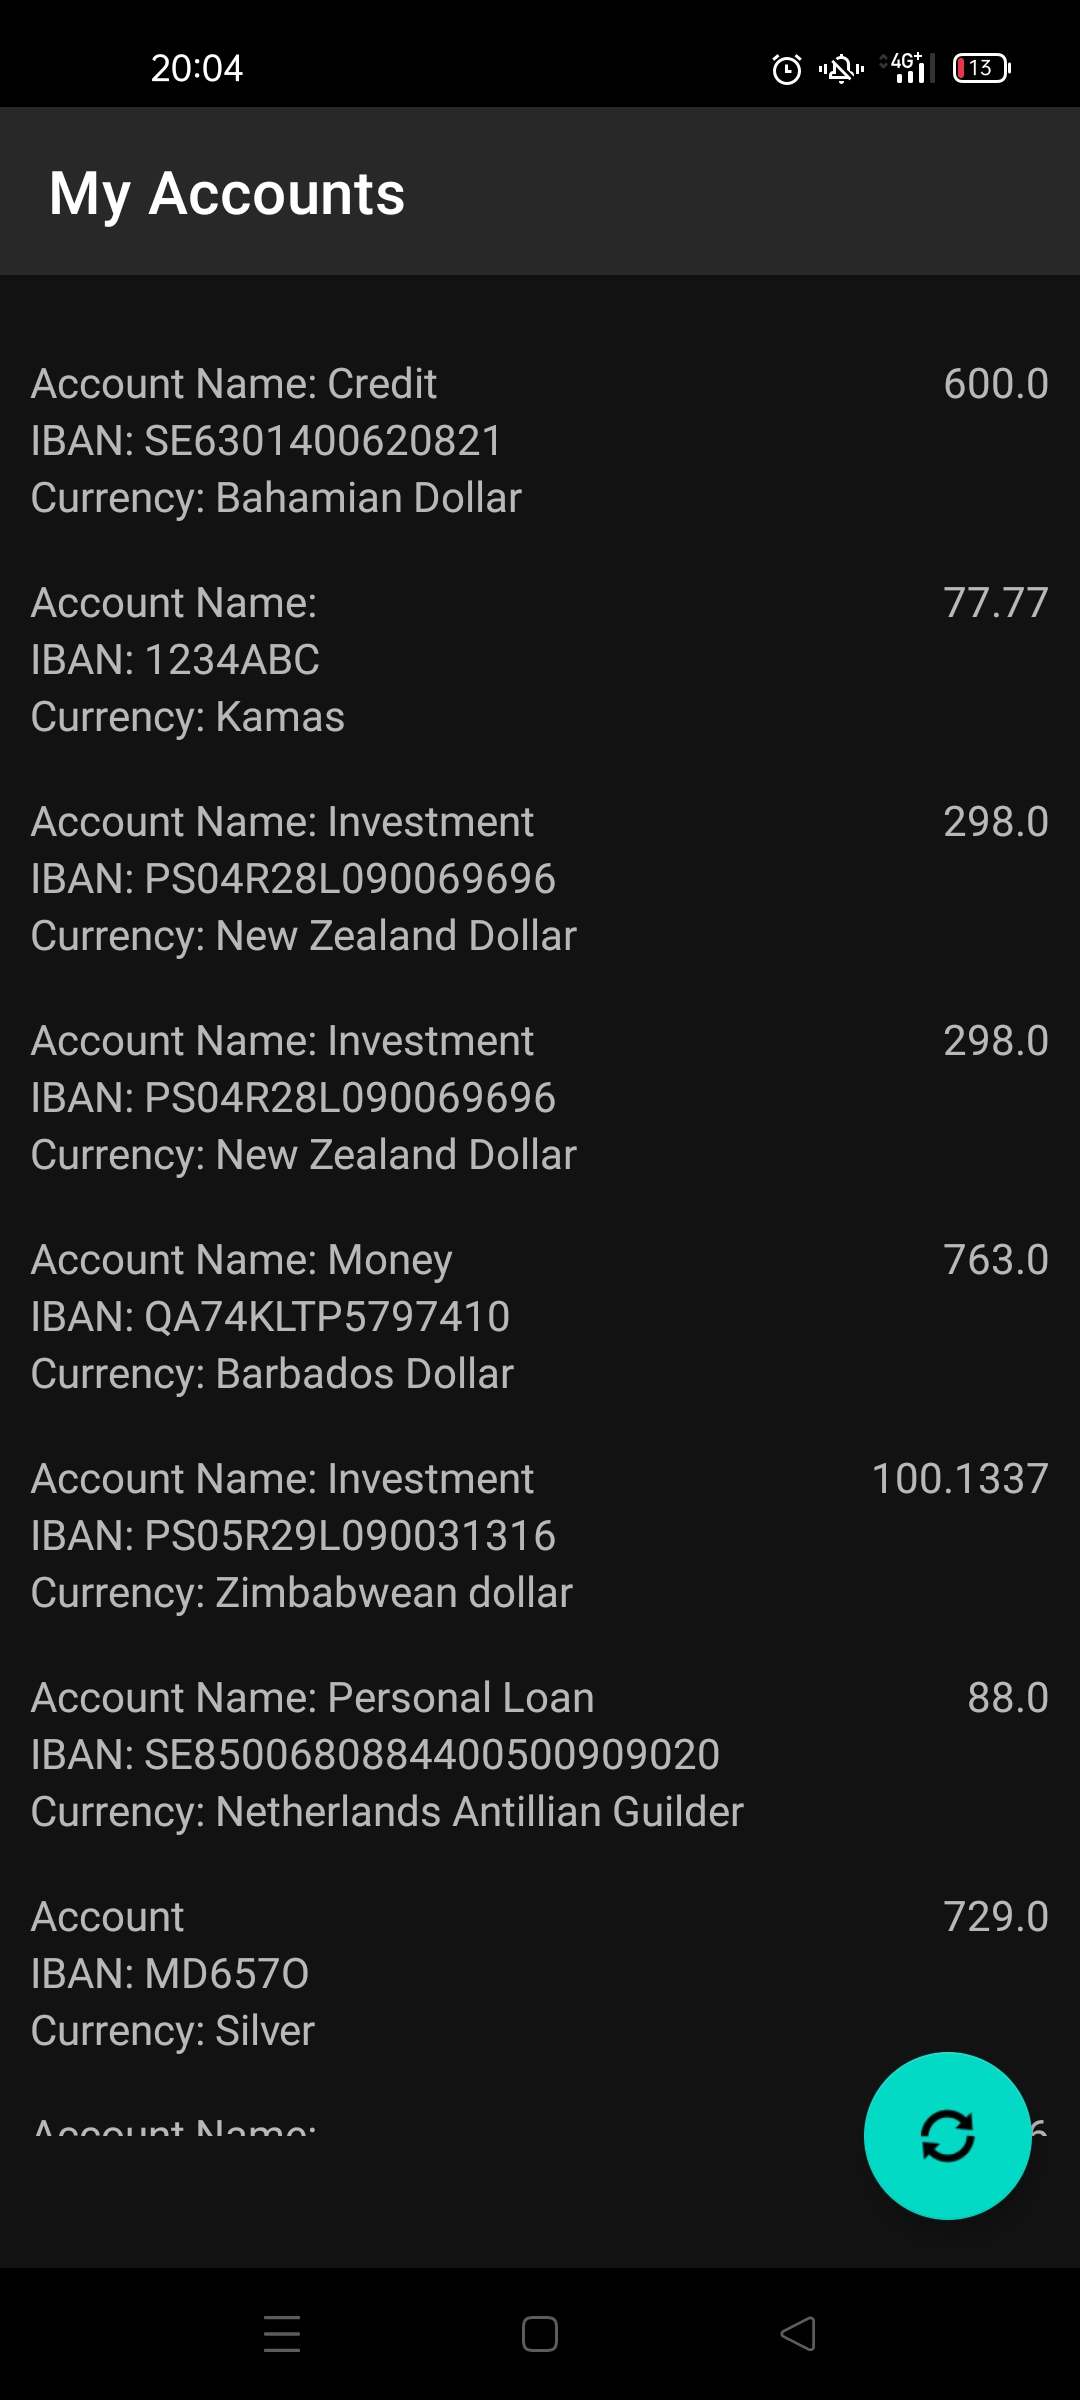 20:04
4G+
13
My Accounts
Account Name: Credit 600.0
IBAN: SE6301400620821
Currency: Bahamian Dollar
Account Name: 77.77
IBAN: 1234ABC
Currency: Kamas
Account Name: Investment 298.0
IBAN: PS04R28L090069696
Currency: New Zealand Dollar
Account Name: Investment 298.0
IBAN: PS04R28L090069696
Currency: New Zealand Dollar
Account Name: Money 763.0
IBAN: QA74KLTP5797410
Currency: Barbados Dollar
Account Name: Investment 100.1337
IBAN: PS05R29L090031316
Currency: Zimbabwean dollar
Account Name: Personal Loan 88.0
IBAN: SE8500680884400500909020
Currency: Netherlands Antillian Guilder
Account 729.0
IBAN: MD657O
Currency: Silver
Account Name: